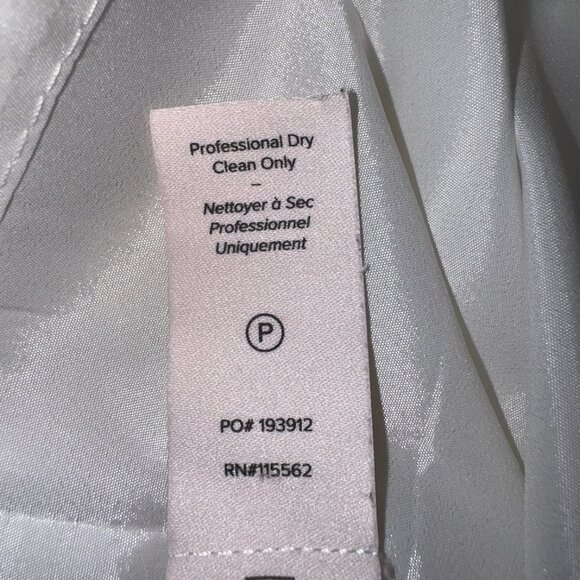 Professional Dry
Clean Only
–
Nettoyer à Sec
Professionnel
Uniquement
P
PO# 193912
RN#115562